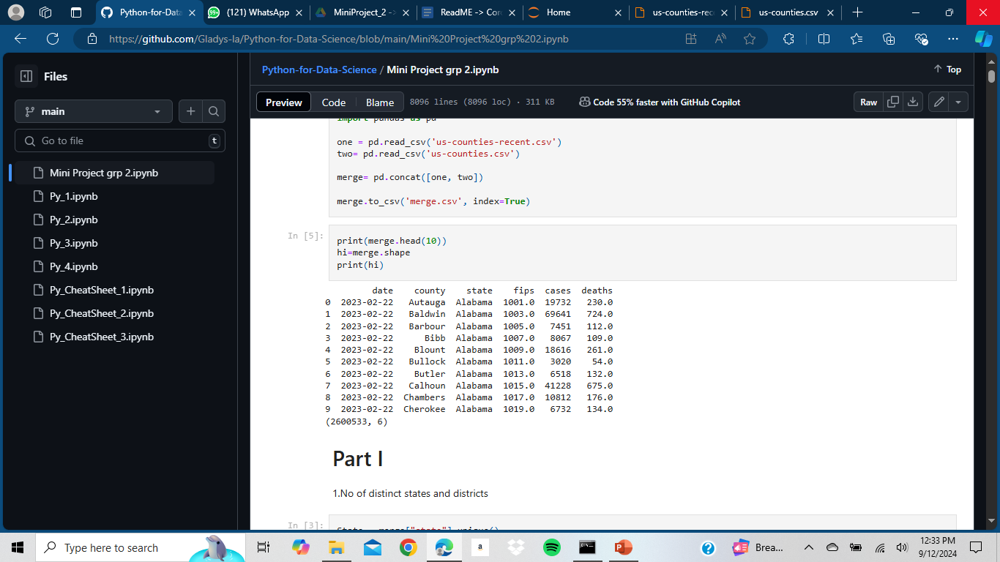 Python-for-Data
(121) WhatsApp
MiniProject_2 ->
ReadME -> Cor
Home
us-counties-rec
us-counties.csv
https://github.com/Gladys-la/Python-for-Data-Science/blob/main/Mini%20Project%20grp%202.ipynb
Files
Python-for-Data-Science / Mini Project grp 2.ipynb
Top
main
Preview Code Blame 8096 lines (8096 loc) · 311 KB Code 55% faster with GitHub Copilot Raw
Go to file t
Mini Project grp 2.ipynb
Py_1.ipynb
Py_2.ipynb
Py_3.ipynb
Py_4.ipynb
Py_CheatSheet_1.ipynb
Py_CheatSheet_2.ipynb
Py_CheatSheet_3.ipynb
import pandas as pd
one = pd.read_csv('us-counties-recent.csv')
two= pd.read_csv('us-counties.csv')
merge= pd.concat([one, two])
merge.to_csv('merge.csv', index=True)
In [5]:
print(merge.head(10))
hi=merge.shape
print(hi)
date county state fips cases deaths
0 2023-02-22 Autauga Alabama 1001.0 19732 230.0
1 2023-02-22 Baldwin Alabama 1003.0 69641 724.0
2 2023-02-22 Barbour Alabama 1005.0 7451 112.0
3 2023-02-22 Bibb Alabama 1007.0 8067 109.0
4 2023-02-22 Blount Alabama 1009.0 18616 261.0
5 2023-02-22 Bullock Alabama 1011.0 3020 54.0
6 2023-02-22 Butler Alabama 1013.0 6518 132.0
7 2023-02-22 Calhoun Alabama 1015.0 41228 675.0
8 2023-02-22 Chambers Alabama 1017.0 10812 176.0
9 2023-02-22 Cherokee Alabama 1019.0 6732 134.0
(2600533, 6)
Part I
1.No of distinct states and districts
In [3]:
State = merge["state"].unique()
Type here to search
Brea...
12:33 PM
9/12/2024